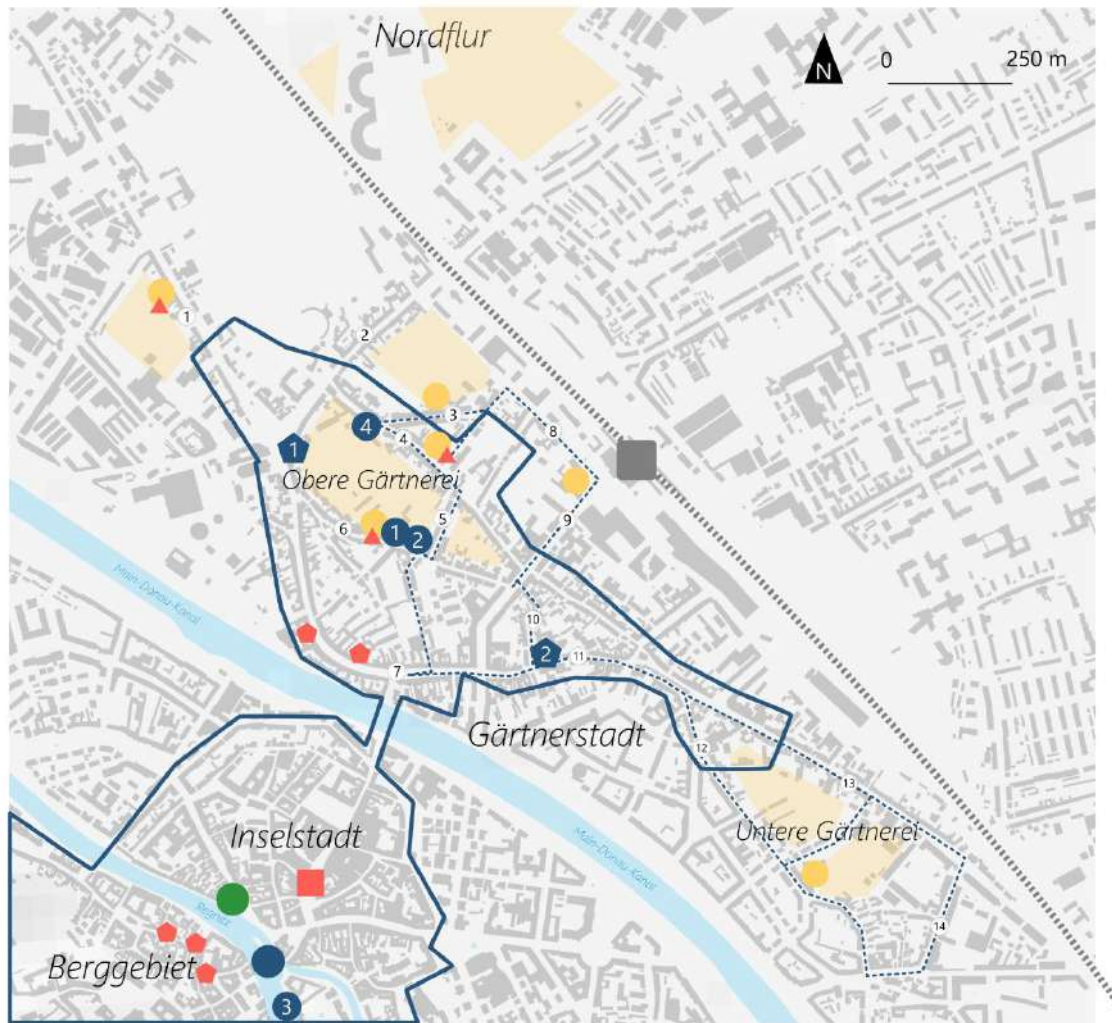 Nordflur
N
0 250 m
1
2
3
4
4
8
1
Obere Gärtnerei
5
9
6
1
2
Main-Donau-Kanal
10
2
11
7
Gärtnerstadt
12
13
Inselstadt
Untere Gärtnerei
Main-Donau-Kanal
Regnitz
14
Berggebiet
3